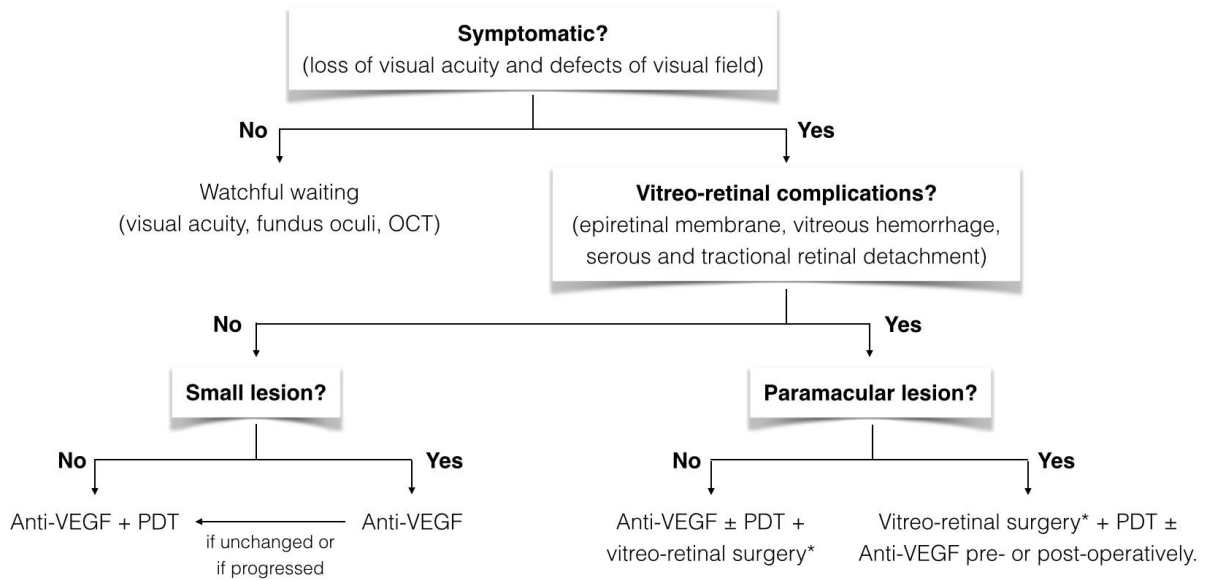 Symptomatic?
(loss of visual acuity and defects of visual field)
No
Yes
Watchful waiting
(visual acuity, fundus oculi, OCT)
Vitreo-retinal complications?
(epiretinal membrane, vitreous hemorrhage,
serous and tractional retinal detachment)
No
Yes
Small lesion?
Paramacular lesion?
No
Yes
No
Yes
Anti-VEGF + PDT
if unchanged or
if progressed
Anti-VEGF
Anti-VEGF ± PDT +
vitreo-retinal surgery*
Vitreo-retinal surgery* + PDT ±
Anti-VEGF pre- or post-operatively.